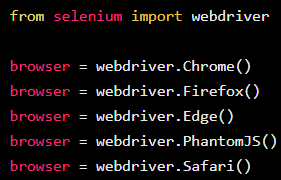 from selenium import webdriver
browser = webdriver.Chrome()
browser = webdriver.Firefox()
browser = webdriver.Edge()
browser = webdriver.PhantomJS()
browser = webdriver.Safari()